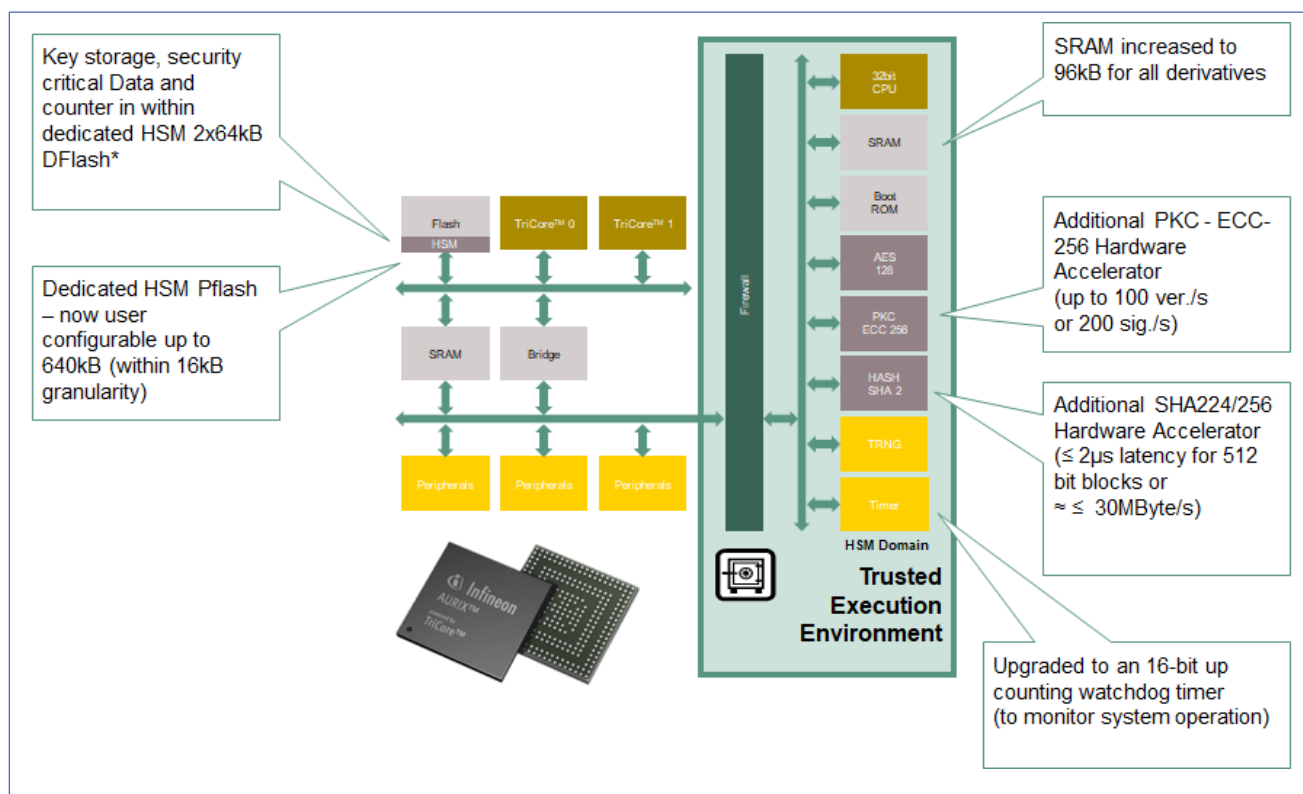 Key storage, security
critical Data and
counter in within
dedicated HSM 2x64kB
DFlash*
Dedicated HSM Pflash
– now user
configurable up to
640kB (within 16kB
granularity)
Flash
HSM
TriCore™ 0
TriCore™ 1
SRAM
Bridge
Peripherals
Peripherals
Peripherals
Infineon
AURIX™
powered by
TriCore™
Firewall
32bit
CPU
SRAM
Boot
ROM
AES
128
PKC
ECC 256
HASH
SHA 2
TRNG
Timer
HSM Domain
Trusted
Execution
Environment
SRAM increased to
96kB for all derivatives
Additional PKC - ECC-
256 Hardware
Accelerator
(up to 100 ver./s
or 200 sig./s)
Additional SHA224/256
Hardware Accelerator
(≤ 2µs latency for 512
bit blocks or
≈ ≤ 30MByte/s)
Upgraded to an 16-bit up
counting watchdog timer
(to monitor system operation)